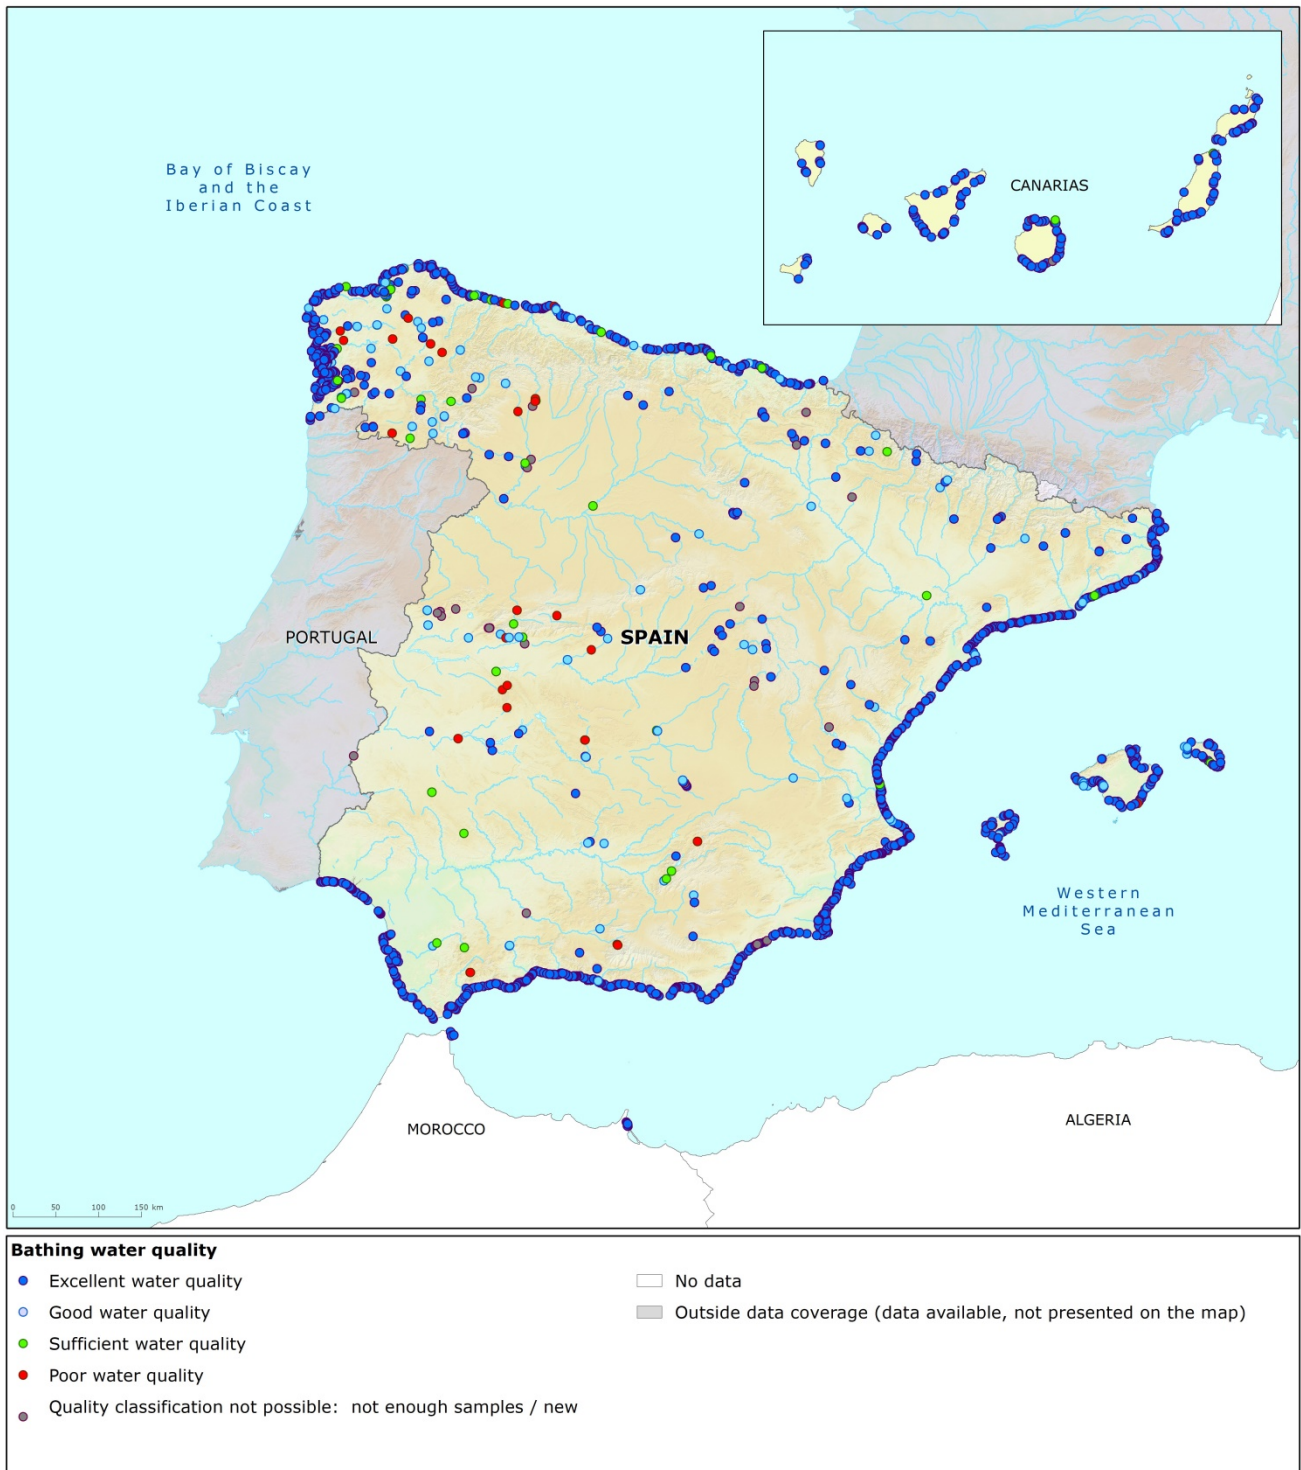 Bay of Biscay
and the
Iberian Coast
CANARIAS
PORTUGAL
SPAIN
Western
Mediterranean
Sea
MOROCCO
ALGERIA
0 50 100 150 km
Bathing water quality
Excellent water quality
Good water quality
Sufficient water quality
Poor water quality
Quality classification not possible: not enough samples / new
No data
Outside data coverage (data available, not presented on the map)